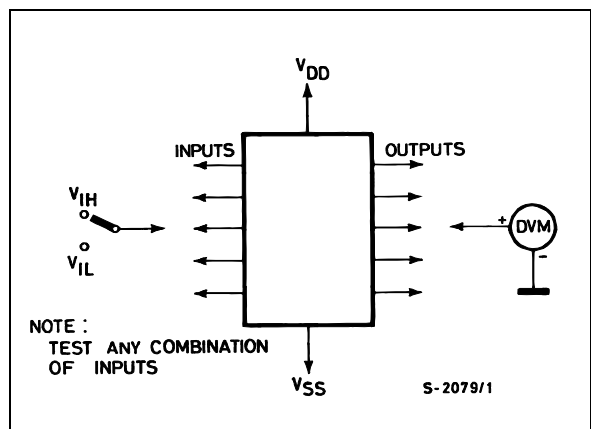 VDD
INPUTS
OUTPUTS
VIH
VIL
+
DVM
-
NOTE :
TEST ANY COMBINATION
OF INPUTS
VSS
S-2079/1